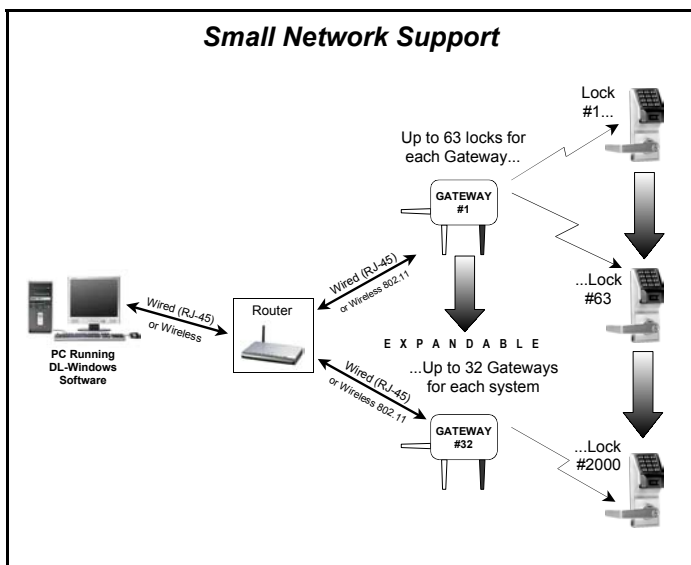 Small Network Support
Lock
#1...
Up to 63 locks for
each Gateway...
GATEWAY
#1
Wired (RJ-45)
or Wireless 802.11
...Lock
#63
Wired (RJ-45)
or Wireless
Router
PC Running
DL-Windows
Software
E X P A N D A B L E
...Up to 32 Gateways
for each system
Wired (RJ-45)
or Wireless 802.11
GATEWAY
#32
...Lock
#2000